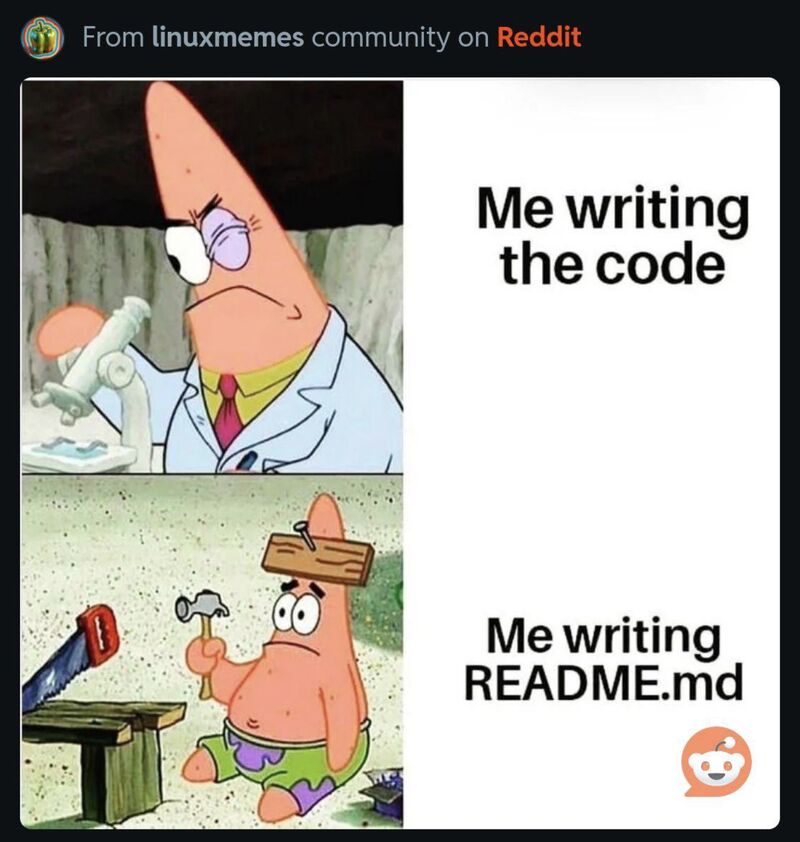 From linuxmemes community on Reddit
Me writing
the code
Me writing
README.md